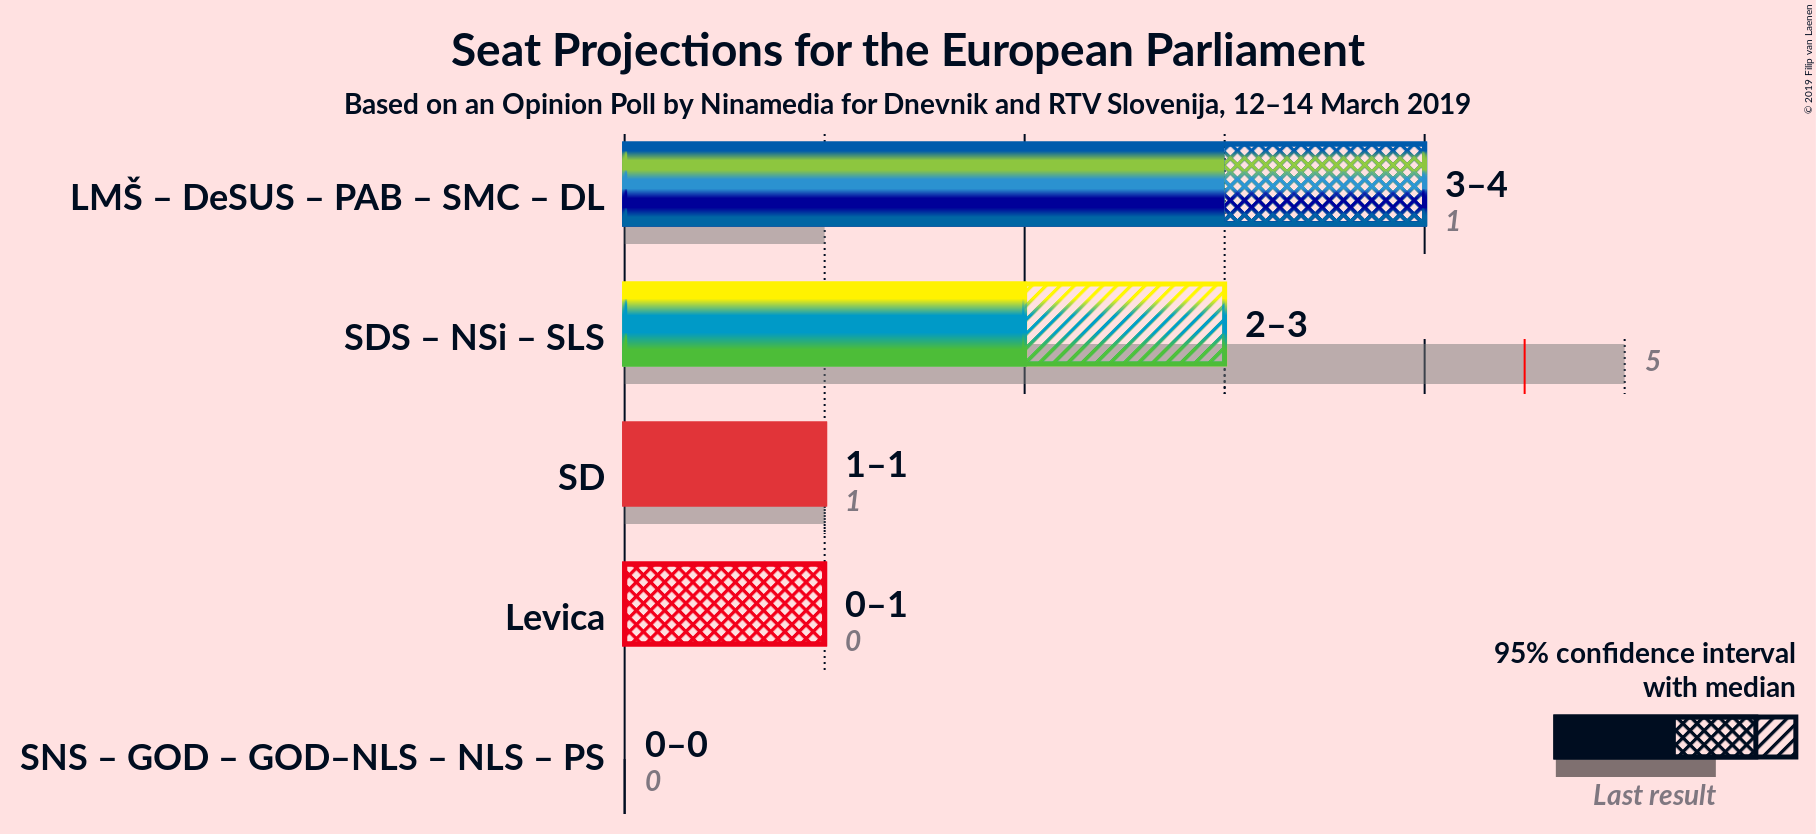 Seat Projections for the European Parliament
Based on an Opinion Poll by Ninamedia for Dnevnik and RTV Slovenija, 12–14 March 2019
© 2019 Filip van Laenen
LMŠ – DeSUS – PAB – SMC – DL
3–4
1
SDS – NSi – SLS
2–3
5
SD
1–1
1
Levica
0–1
0
SNS – GOD – GOD–NLS – NLS – PS
0–0
0
95% confidence interval
with median
Last result